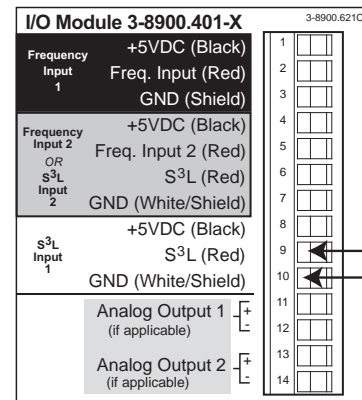 I/O Module 3-8900.401-X
3-8900.621C
Frequency
Input
1
+5VDC (Black)
Freq. Input (Red)
GND (Shield)
Frequency
Input 2
OR
S³L
Input
2
+5VDC (Black)
Freq. Input 2 (Red)
S³L (Red)
GND (White/Shield)
S³L
Input
1
+5VDC (Black)
S³L (Red)
GND (White/Shield)
Analog Output 1
(if applicable)
+
-
Analog Output 2
(if applicable)
+
-
1
2
3
4
5
6
7
8
9
10
11
12
13
14